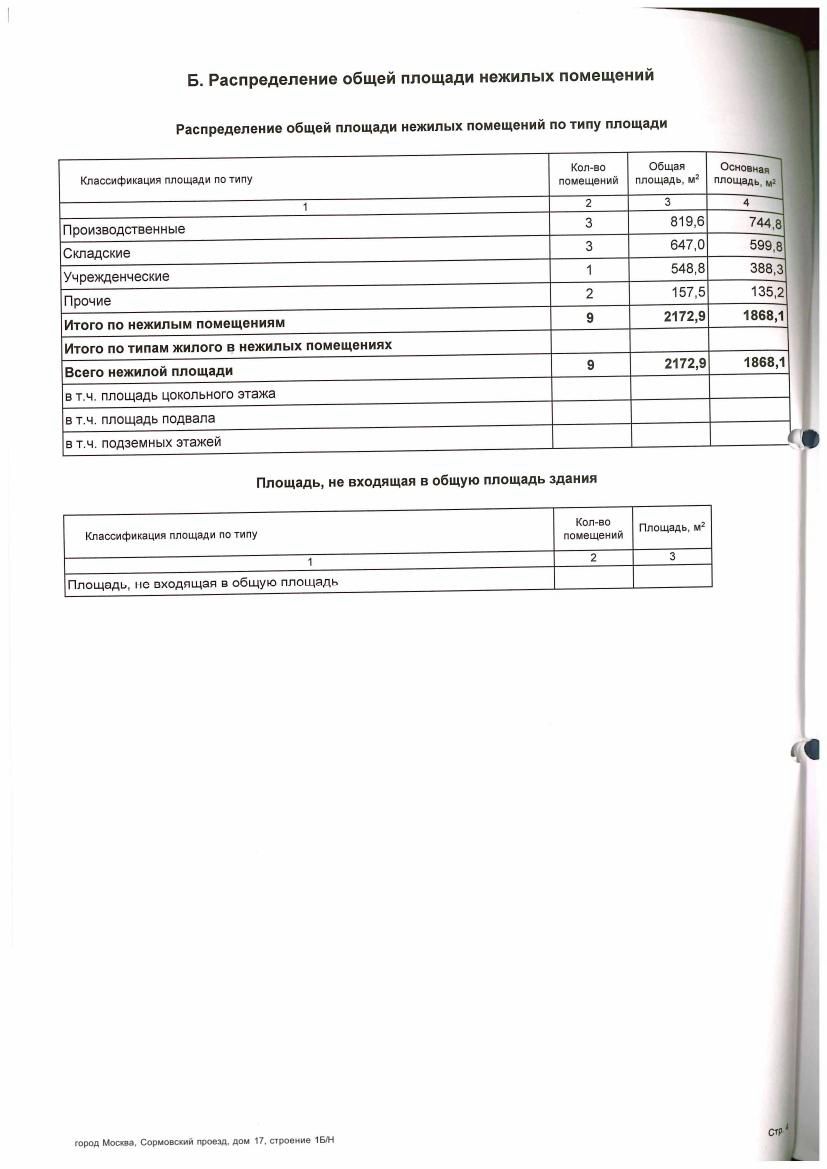 Б. Распределение общей площади нежилых помещений
Распределение общей площади нежилых помещений по типу площади
Классификация площади по типу
Кол-во
помещений
Общая
площадь, м²
Основная
площадь, м²
1 2 3 4
Производственные 3 819,6 744,8
Складские 3 647,0 599,8
Учрежденческие 1 548,8 388,3
Прочие 2 157,5 135,2
Итого по нежилым помещениям 9 2172,9 1868,1
Итого по типам жилого в нежилых помещениях
Всего нежилой площади 9 2172,9 1868,1
в т.ч. площадь цокольного этажа
в т.ч. площадь подвала
в т.ч. подземных этажей
Площадь, не входящая в общую площадь здания
Классификация площади по типу
Кол-во
помещений
Площадь, м²
1 2 3
Площадь, не входящая в общую площадь
город Москва, Сормовский проезд, дом 17, строение 1Б/Н
Стр. 4